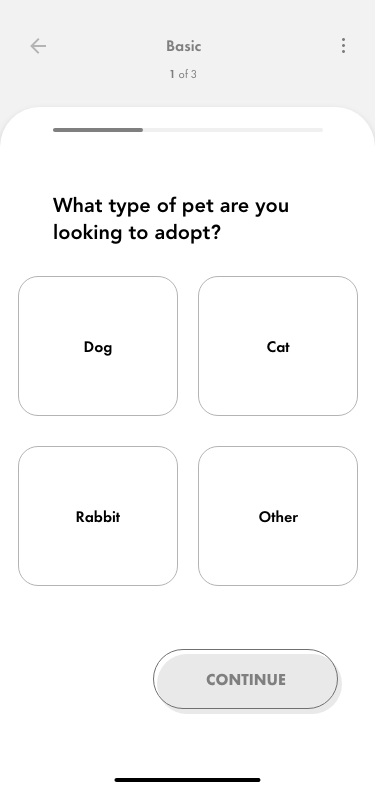 Basic
1 of 3
What type of pet are you
looking to adopt?
Dog
Cat
Rabbit
Other
CONTINUE